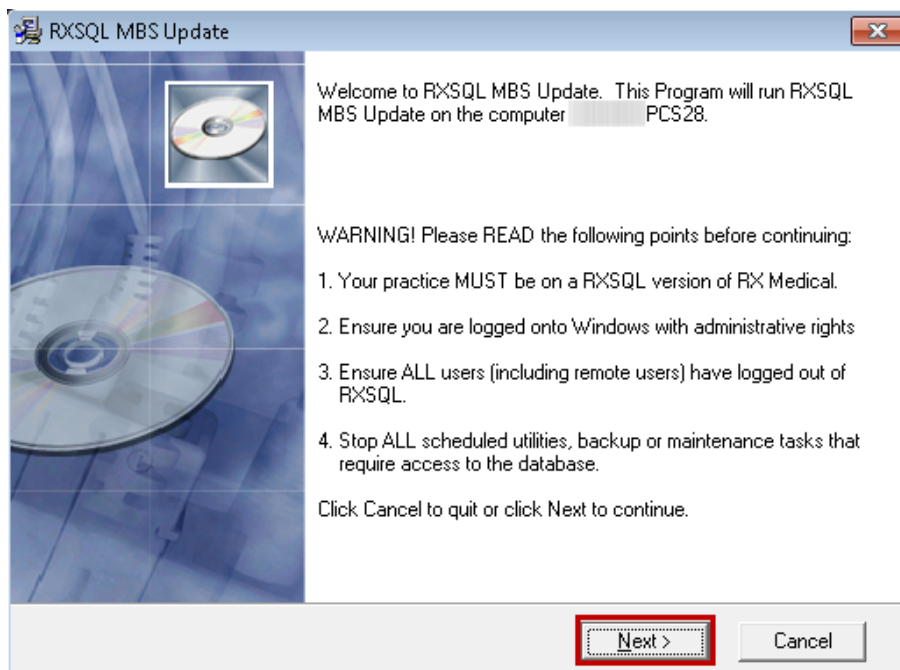 RXSQL MBS Update
Welcome to RXSQL MBS Update.  This Program will run RXSQL
MBS Update on the computer PCS28.
WARNING! Please READ the following points before continuing:
1. Your practice MUST be on a RXSQL version of RX Medical.
2. Ensure you are logged onto Windows with administrative rights
3. Ensure ALL users (including remote users) have logged out of
RXSQL.
4. Stop ALL scheduled utilities, backup or maintenance tasks that
require access to the database.
Click Cancel to quit or click Next to continue.
Next >
Cancel